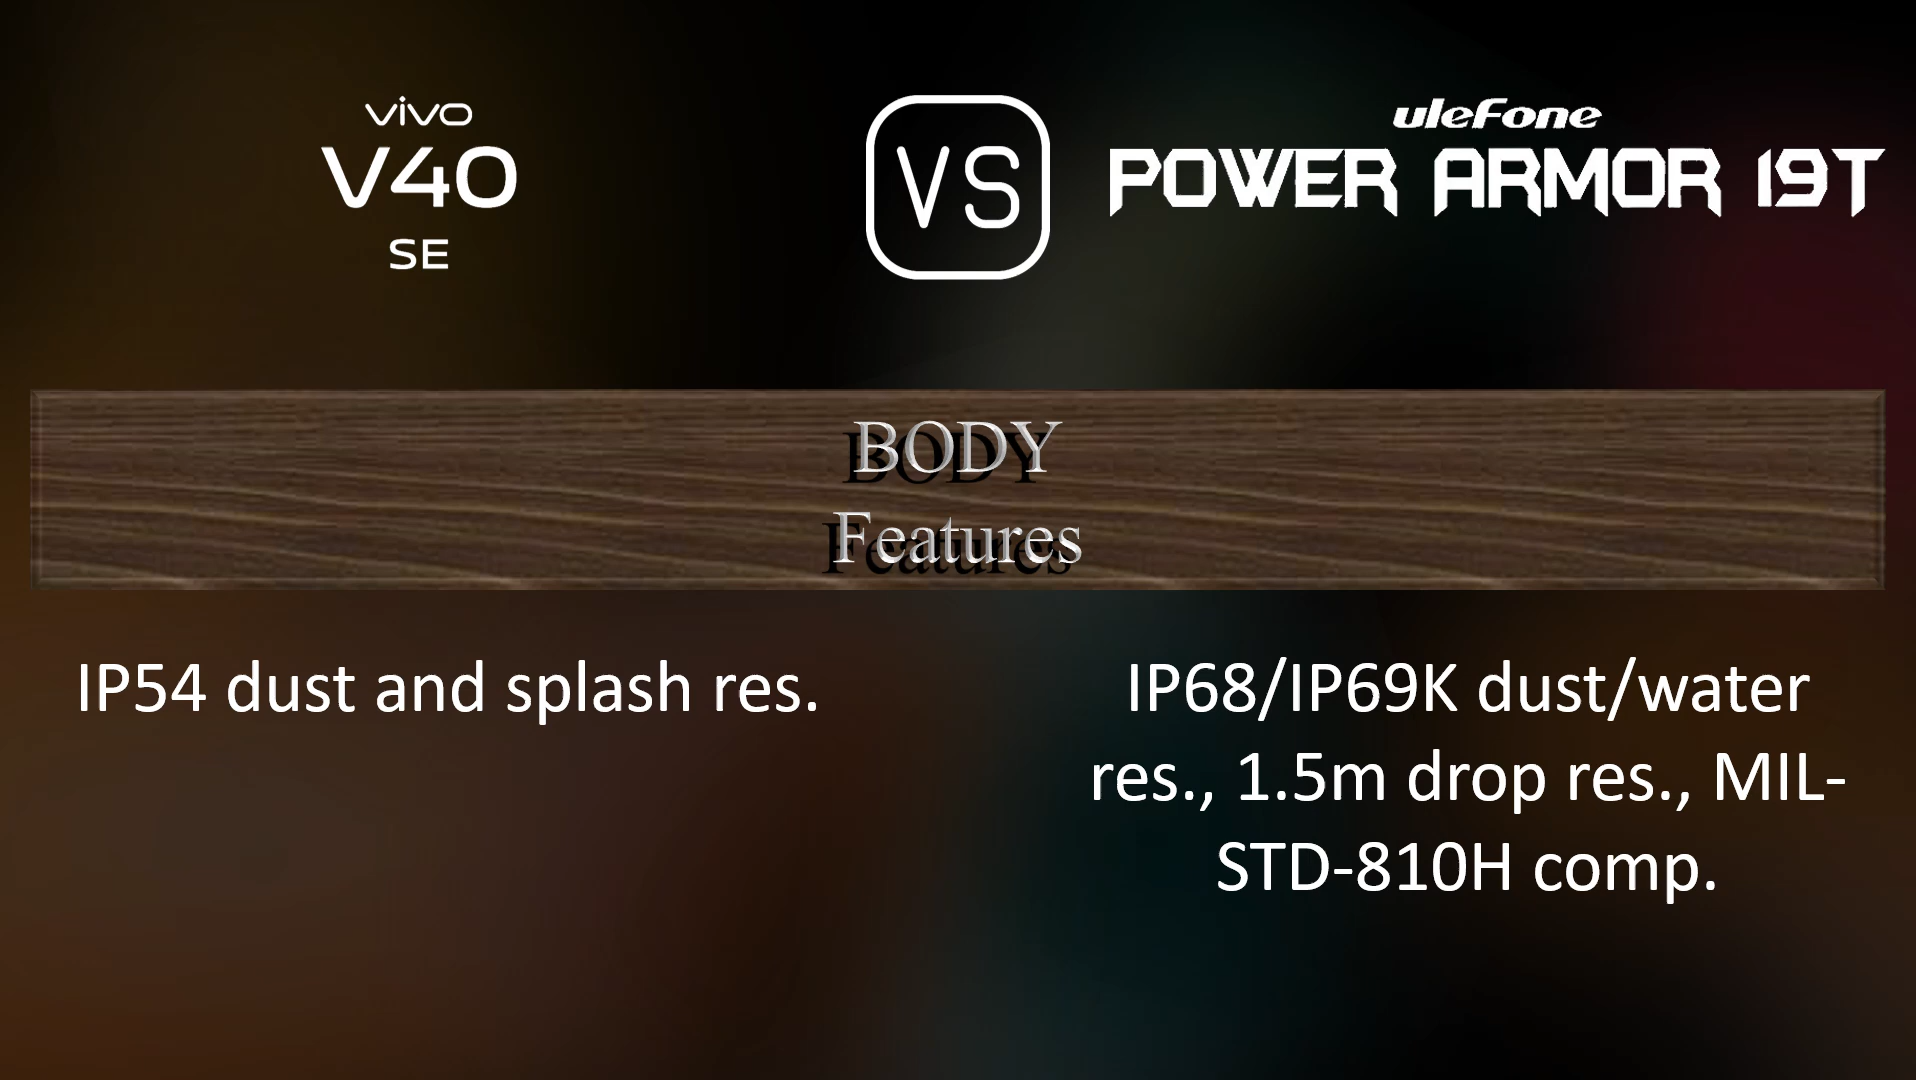 vivo
V40
SE
VS
uleFone
POWER ARMOR 19T
BODY
Features
IP54 dust and splash res.
IP68/IP69K dust/water
res., 1.5m drop res., MIL-
STD-810H comp.